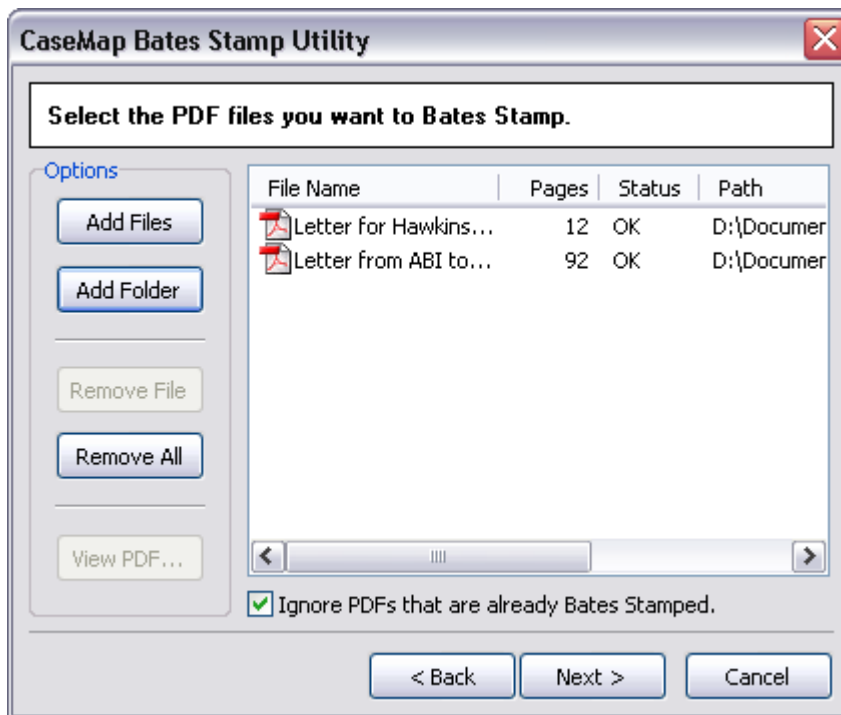 CaseMap Bates Stamp Utility
Select the PDF files you want to Bates Stamp.
Options
Add Files
Add Folder
Remove File
Remove All
View PDF...
File Name Pages Status Path
Letter for Hawkins... 12 OK D:\Documer
Letter from ABI to... 92 OK D:\Documer
Ignore PDFs that are already Bates Stamped.
< Back Next > Cancel